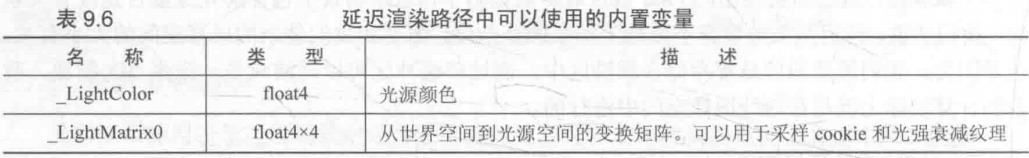 表 9.6 延迟渲染路径中可以使用的内置变量
名 称 类 型 描 述
_LightColor float4 光源颜色
_LightMatrix0 float4×4 从世界空间到光源空间的变换矩阵。可以用于采样 cookie 和光强衰减纹理